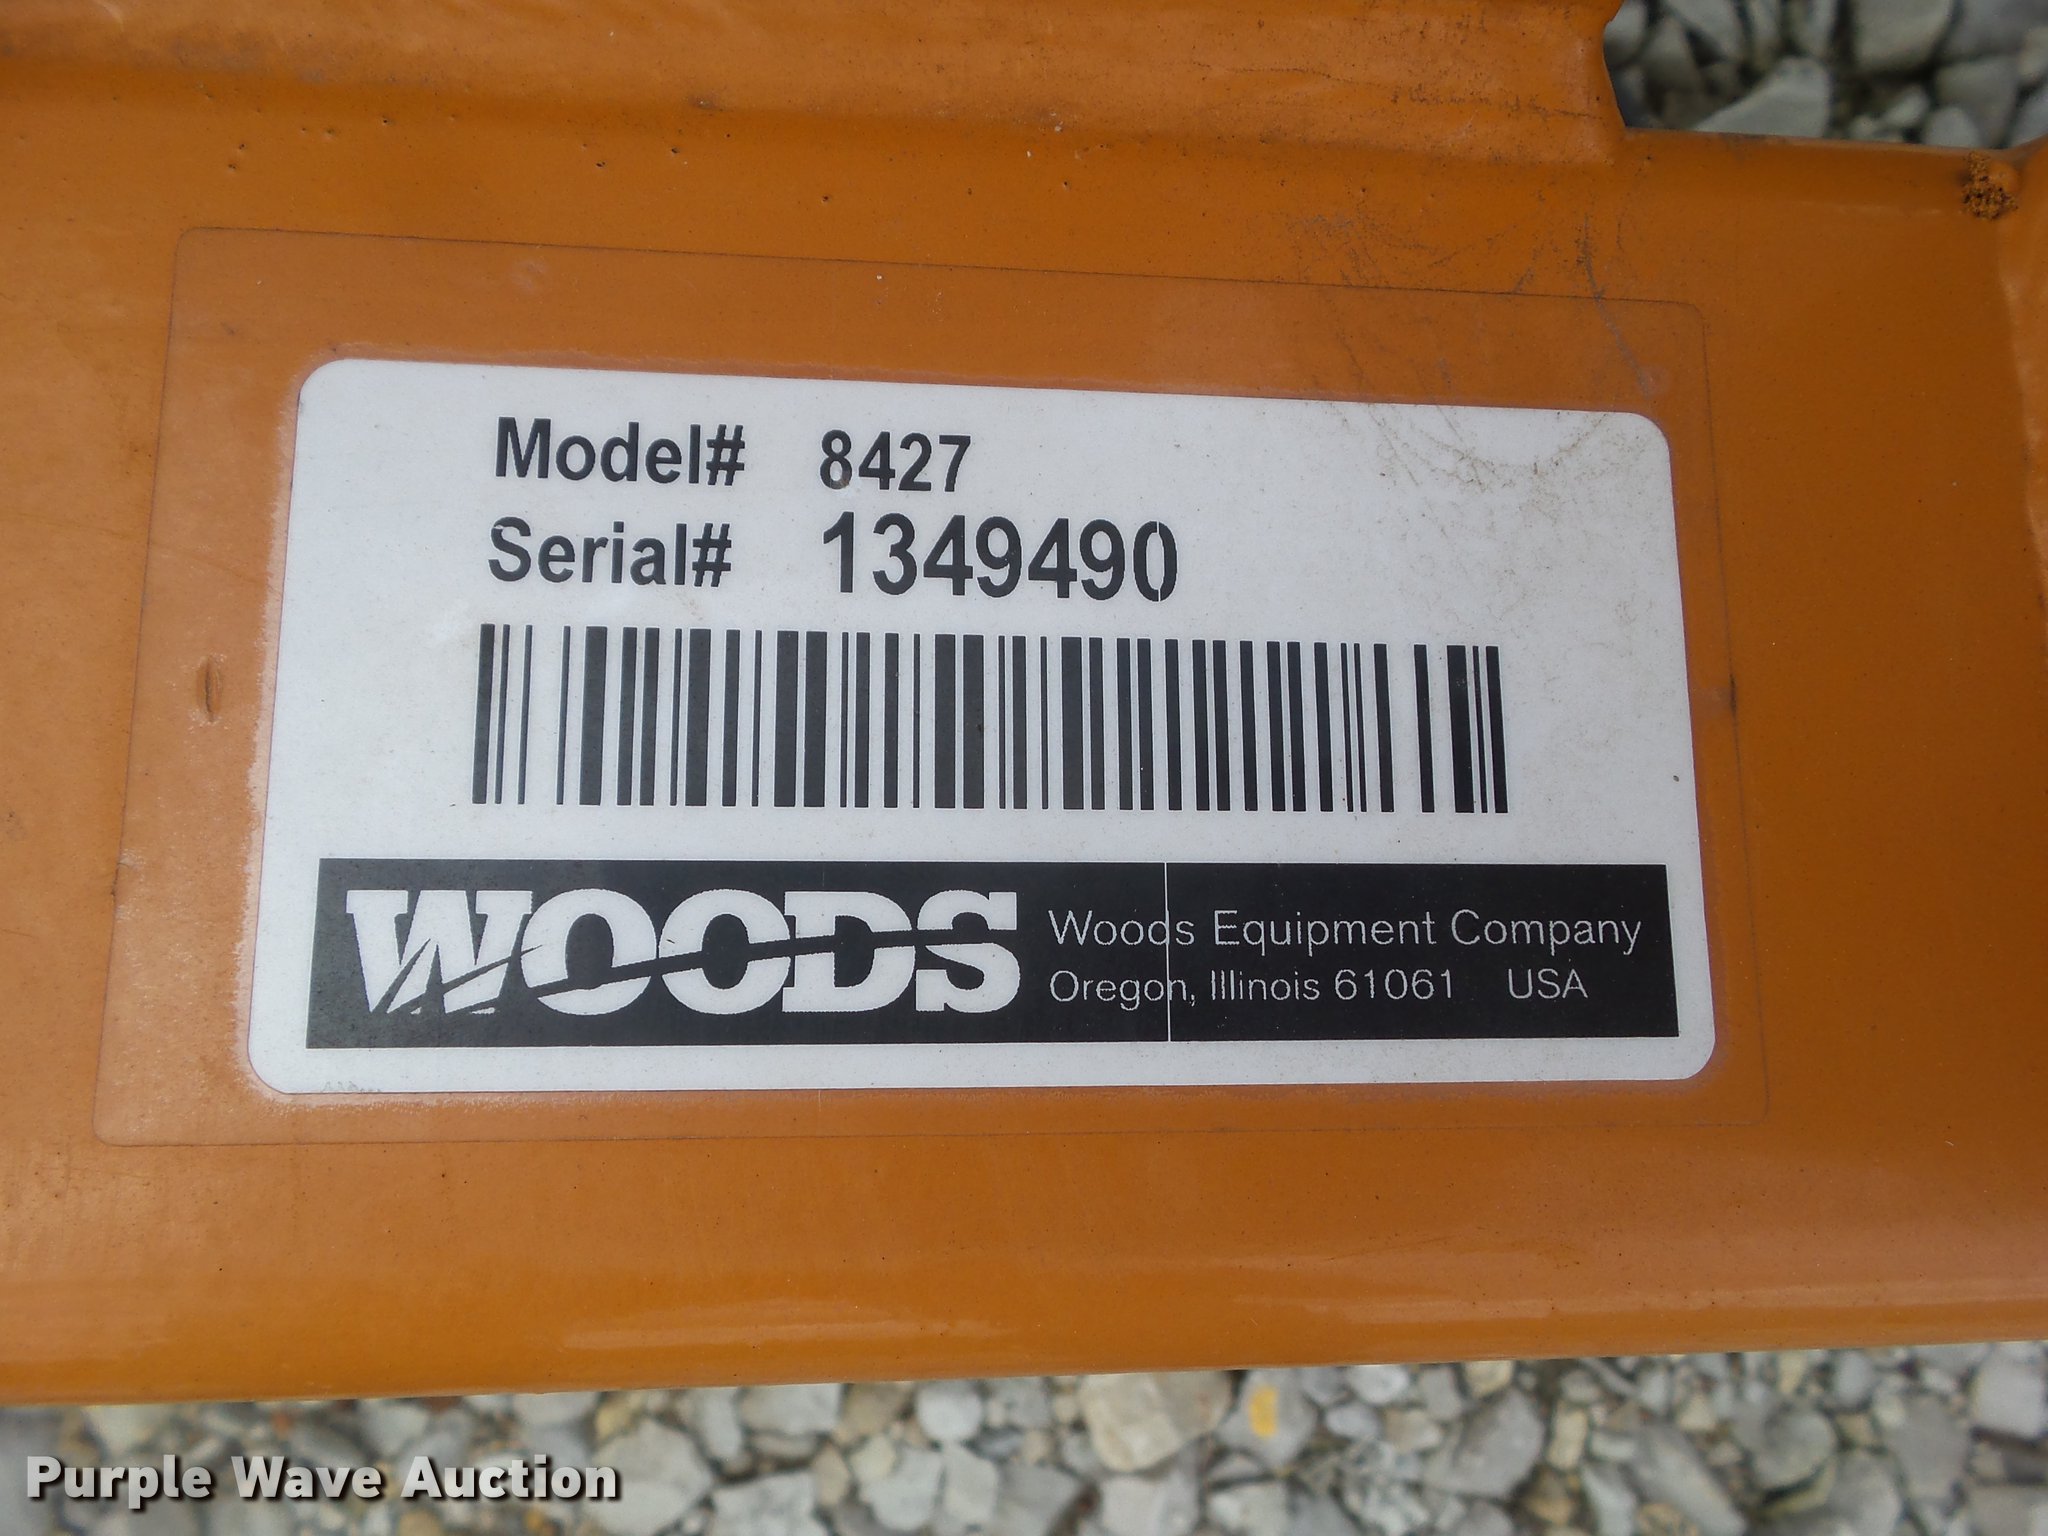 Model# 8427
Serial# 1349490
WOODS
Woods Equipment Company
Oregon, Illinois 61061 USA
Purple Wave Auction